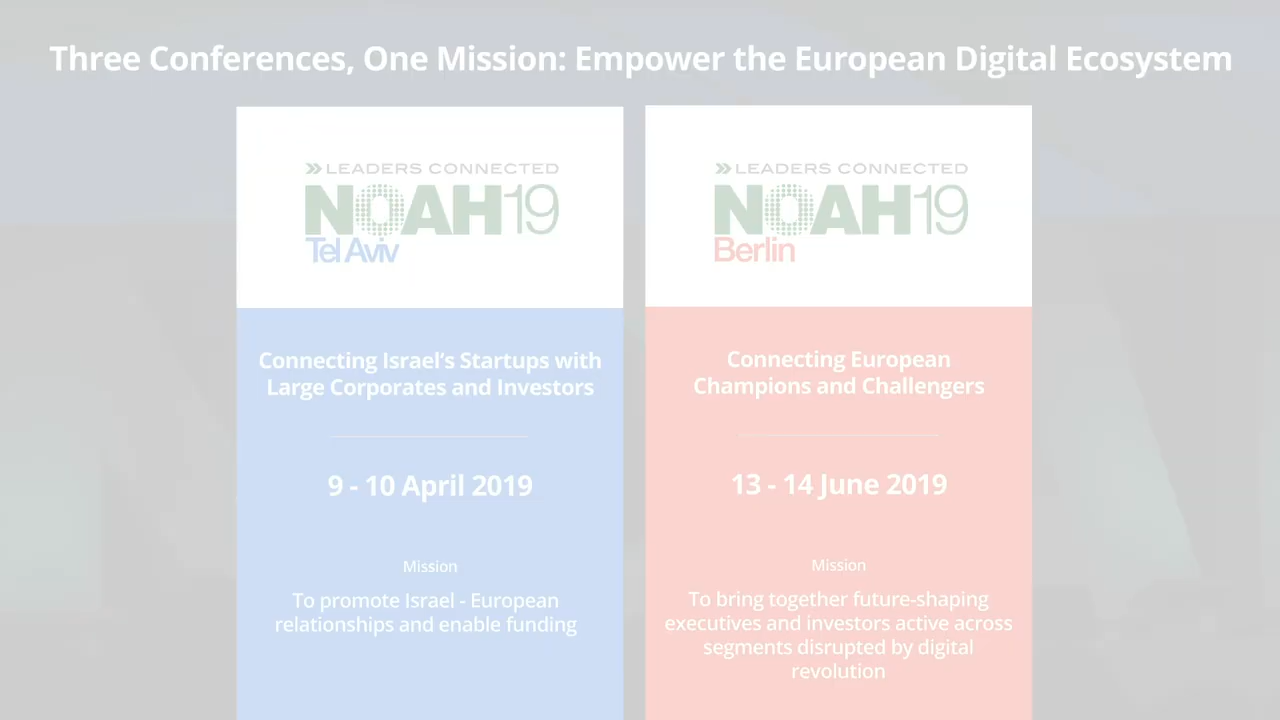 Three Conferences, One Mission: Empower the European Digital Ecosystem
LEADERS CONNECTED
NOAH19
Tel Aviv
Connecting Israel's Startups with
Large Corporates and Investors
9 - 10 April 2019
Mission
To promote Israel - European
relationships and enable funding
LEADERS CONNECTED
NOAH19
Berlin
Connecting European
Champions and Challengers
13 - 14 June 2019
Mission
To bring together future-shaping
executives and investors active across
segments disrupted by digital
revolution